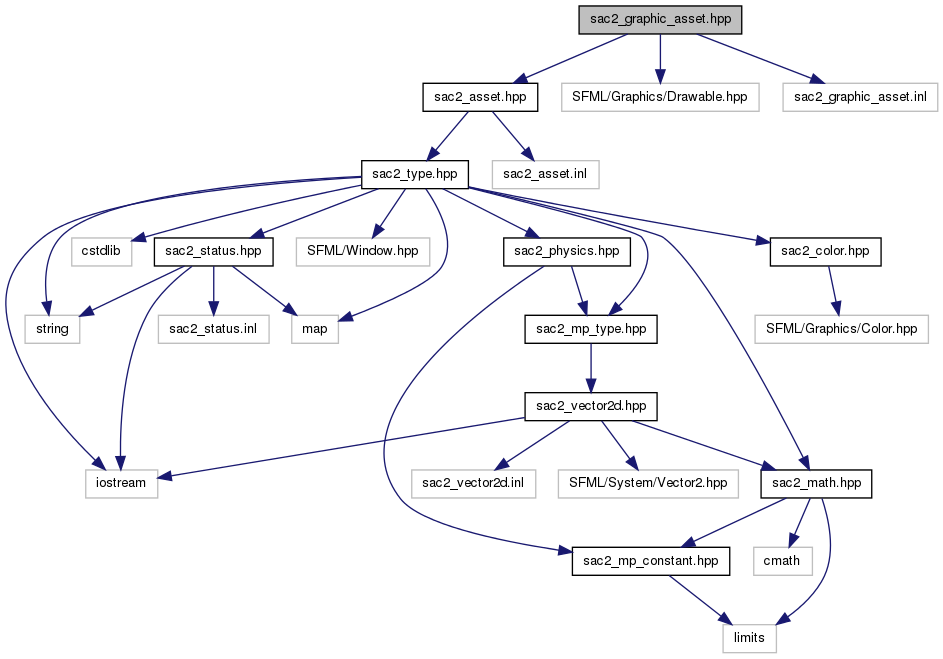 sac2_graphic_asset.hpp
sac2_asset.hpp
SFML/Graphics/Drawable.hpp
sac2_graphic_asset.inl
sac2_type.hpp
sac2_asset.inl
cstdlib
sac2_status.hpp
SFML/Window.hpp
sac2_physics.hpp
sac2_color.hpp
string
sac2_status.inl
map
sac2_mp_type.hpp
SFML/Graphics/Color.hpp
sac2_vector2d.hpp
iostream
sac2_vector2d.inl
SFML/System/Vector2.hpp
sac2_math.hpp
sac2_mp_constant.hpp
cmath
limits